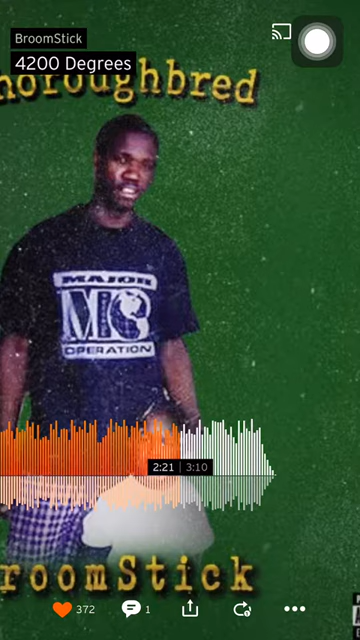 BroomStick
4200 Degrees
horoughbred
MAJOR
MO
OPERATION
2:21 | 3:10
roomStick
372
1